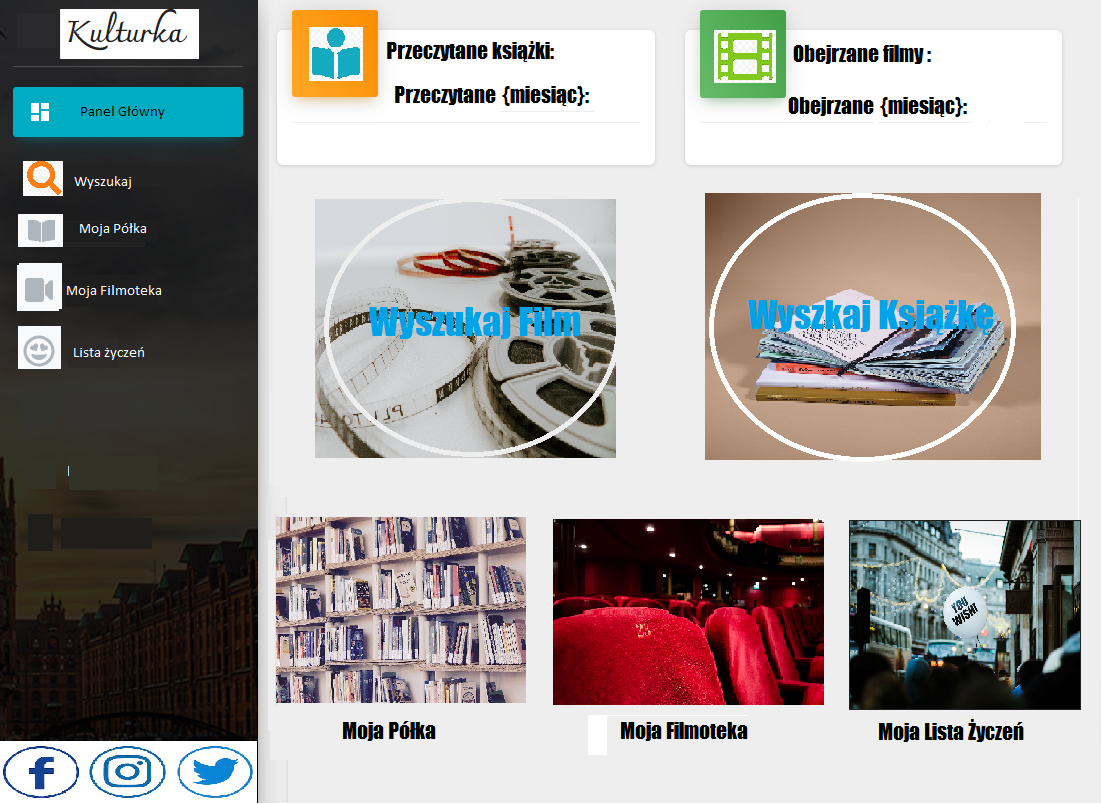 Kulturka
Panel Główny
Wyszukaj
Moja Półka
Moja Filmoteka
Lista życzeń
Przeczytane książki:
Przeczytane {miesiąc}:
Obejrzane filmy :
Obejrzane {miesiąc}:
Wyszukaj Film
Wyszkaj Książkę
YOU
WISH!
Moja Półka
Moja Filmoteka
Moja Lista Życzeń